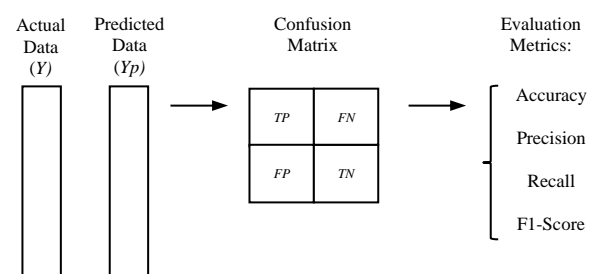 Actual
Data
(Y)
Predicted
Data
(Yp)
Confusion
Matrix
TP
FN
FP
TN
Evaluation
Metrics:
Accuracy
Precision
Recall
F1-Score